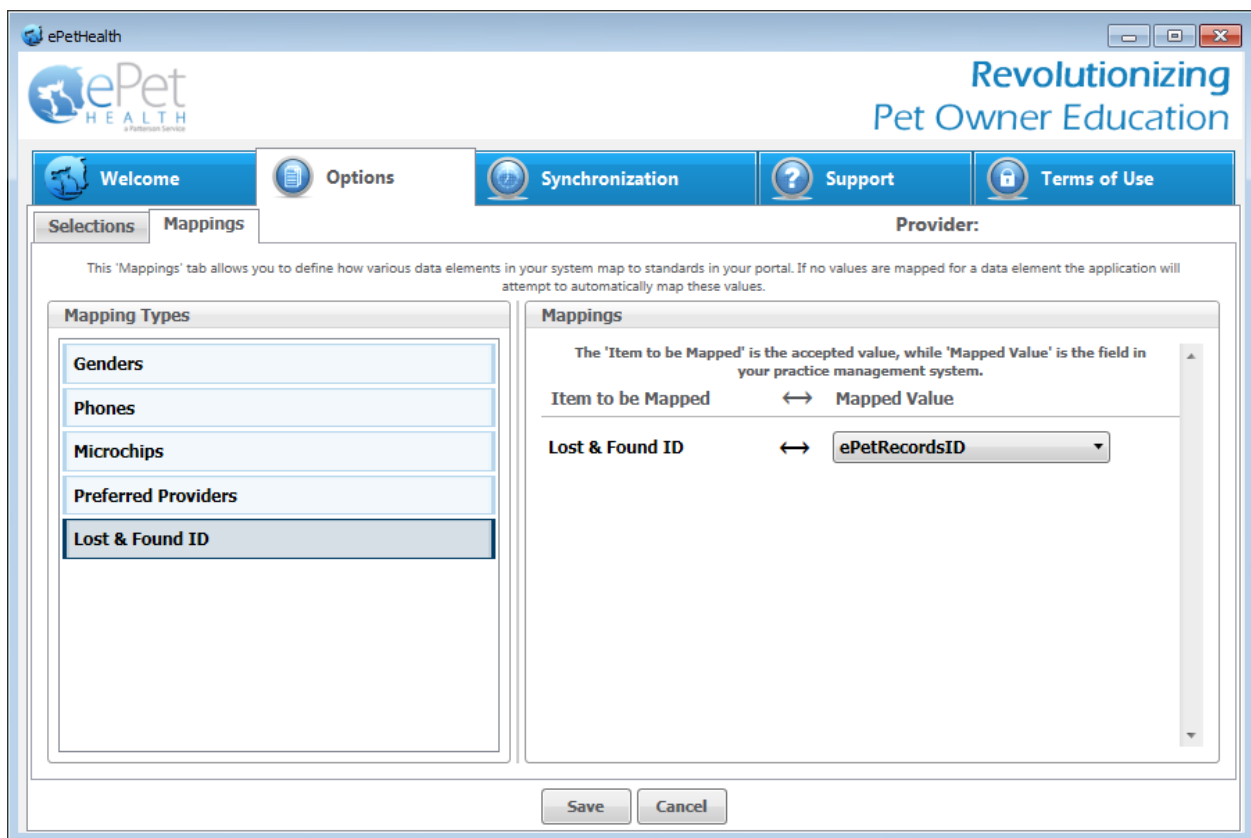 ePetHealth
ePet
HEALTH
a Patterson Service
Revolutionizing
Pet Owner Education
Welcome
Options
Synchronization
Support
Terms of Use
Selections
Mappings
Provider:
This 'Mappings' tab allows you to define how various data elements in your system map to standards in your portal. If no values are mapped for a data element the application will
attempt to automatically map these values.
Mapping Types
Genders
Phones
Microchips
Preferred Providers
Lost & Found ID
Mappings
The 'Item to be Mapped' is the accepted value, while 'Mapped Value' is the field in
your practice management system.
Item to be Mapped ↔ Mapped Value
Lost & Found ID ↔ ePetRecordsID
Save
Cancel